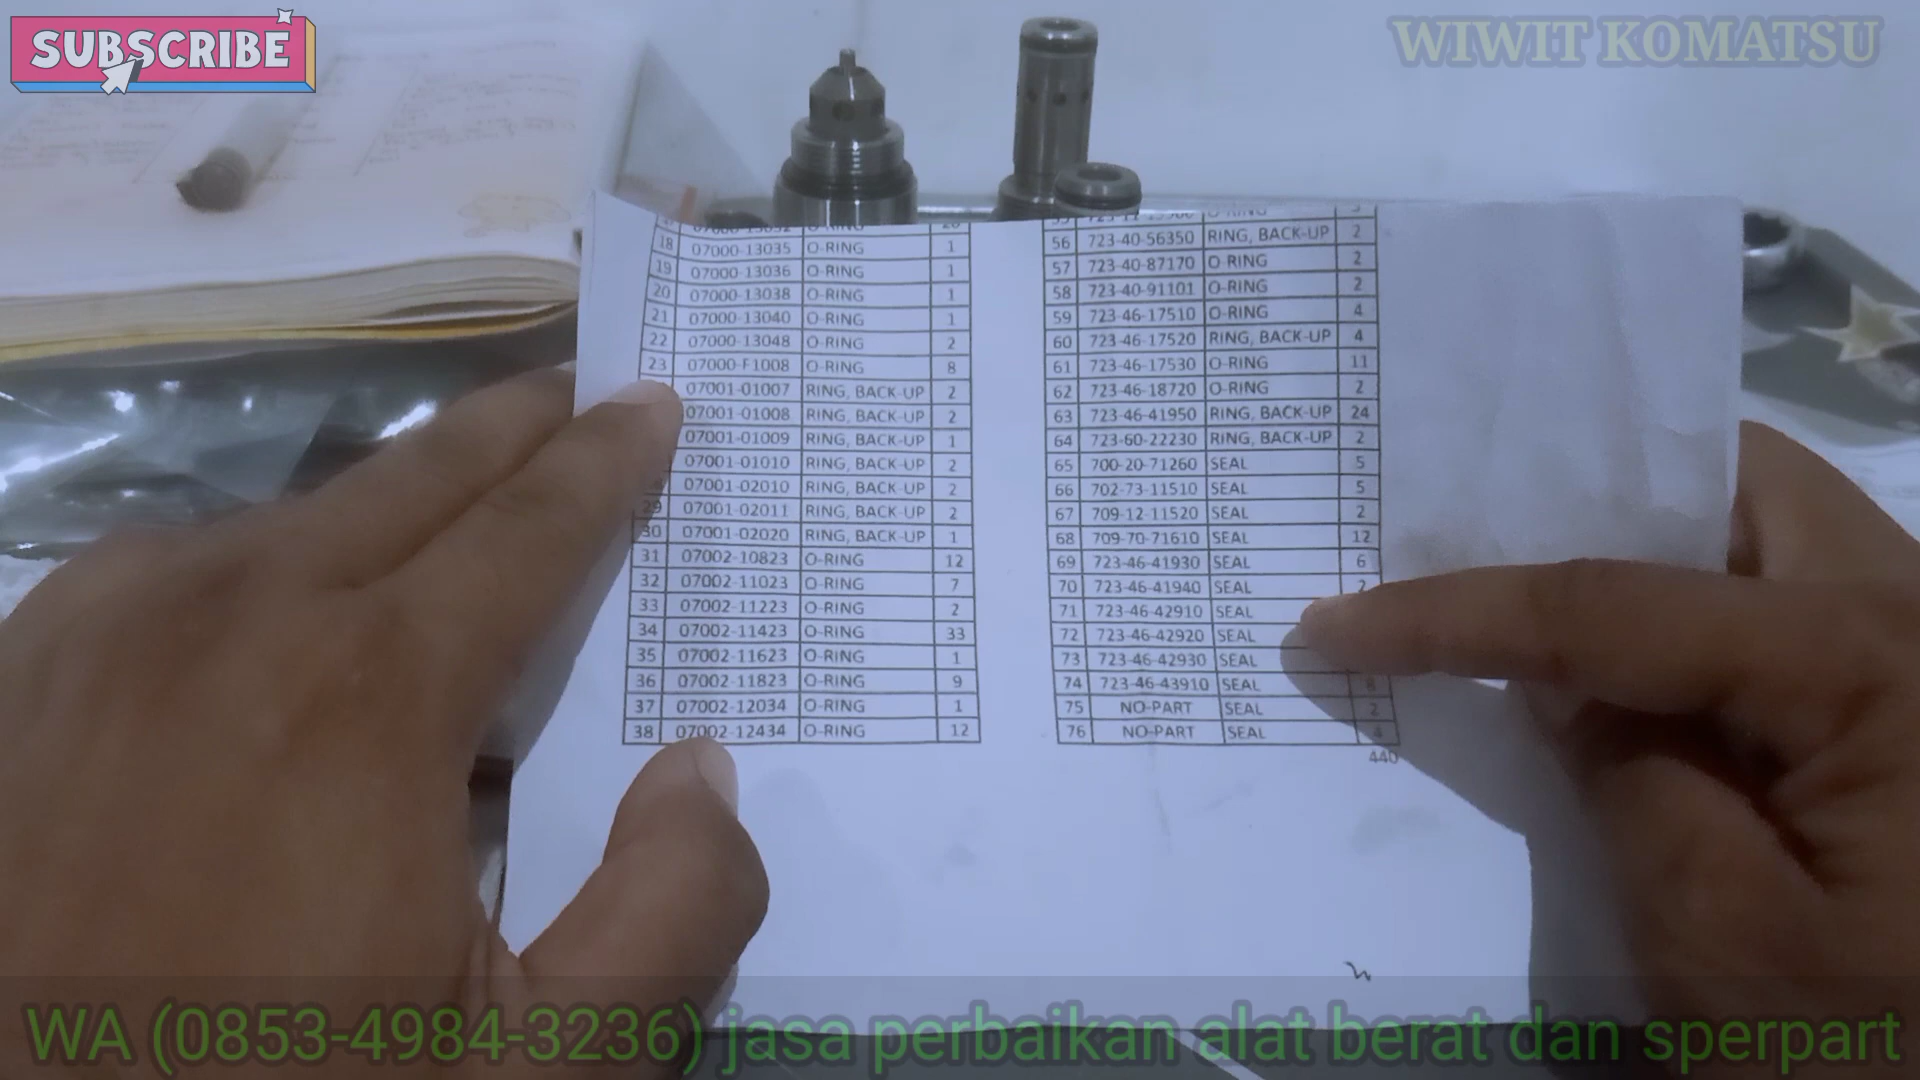 SUBSCRIBE
WIWIT KOMATSU
18 07000-13035 O-RING 1
19 07000-13036 O-RING 1
20 07000-13038 O-RING 1
21 07000-13040 O-RING 1
22 07000-13048 O-RING 2
23 07000-F1008 O-RING 8
07001-01007 RING, BACK-UP 2
07001-01008 RING, BACK-UP 2
07001-01009 RING, BACK-UP 1
07001-01010 RING, BACK-UP 2
07001-02010 RING, BACK-UP 2
29 07001-02011 RING, BACK-UP 2
30 07001-02020 RING, BACK-UP 1
31 07002-10823 O-RING 12
32 07002-11023 O-RING 7
33 07002-11223 O-RING 2
34 07002-11423 O-RING 33
35 07002-11623 O-RING 1
36 07002-11823 O-RING 9
37 07002-12034 O-RING 1
38 07002-12434 O-RING 12
56 723-40-56350 RING, BACK-UP 2
57 723-40-87170 O-RING 2
58 723-40-91101 O-RING 2
59 723-46-17510 O-RING 4
60 723-46-17520 RING, BACK-UP 4
61 723-46-17530 O-RING 11
62 723-46-18720 O-RING 2
63 723-46-41950 RING, BACK-UP 24
64 723-60-22230 RING, BACK-UP 2
65 700-20-71260 SEAL 5
66 702-73-11510 SEAL 5
67 709-12-11520 SEAL 2
68 709-70-71610 SEAL 12
69 723-46-41930 SEAL 6
70 723-46-41940 SEAL 2
71 723-46-42910 SEAL
72 723-46-42920 SEAL
73 723-46-42930 SEAL
74 723-46-43910 SEAL 8
75 NO-PART SEAL 2
76 NO-PART SEAL 4
440
WA (0853-4984-3236) jasa perbaikan alat berat dan sperpart